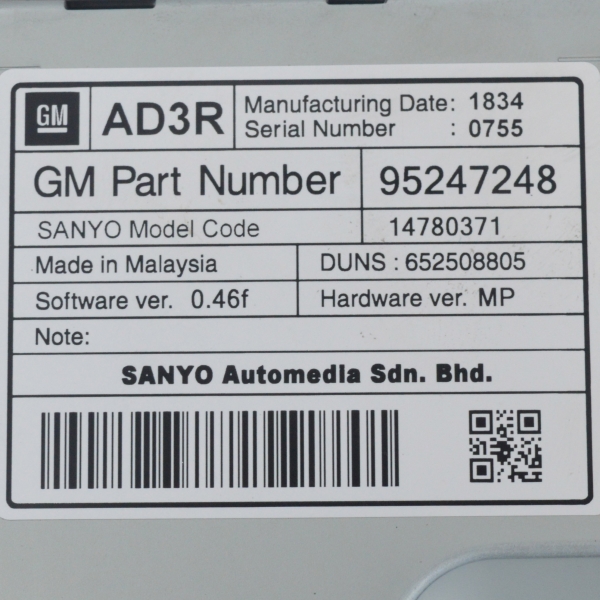 GM
AD3R
Manufacturing Date: 1834
Serial Number : 0755
GM Part Number 95247248
SANYO Model Code 14780371
Made in Malaysia DUNS : 652508805
Software ver. 0.46f Hardware ver. MP
Note:
SANYO Automedia Sdn. Bhd.